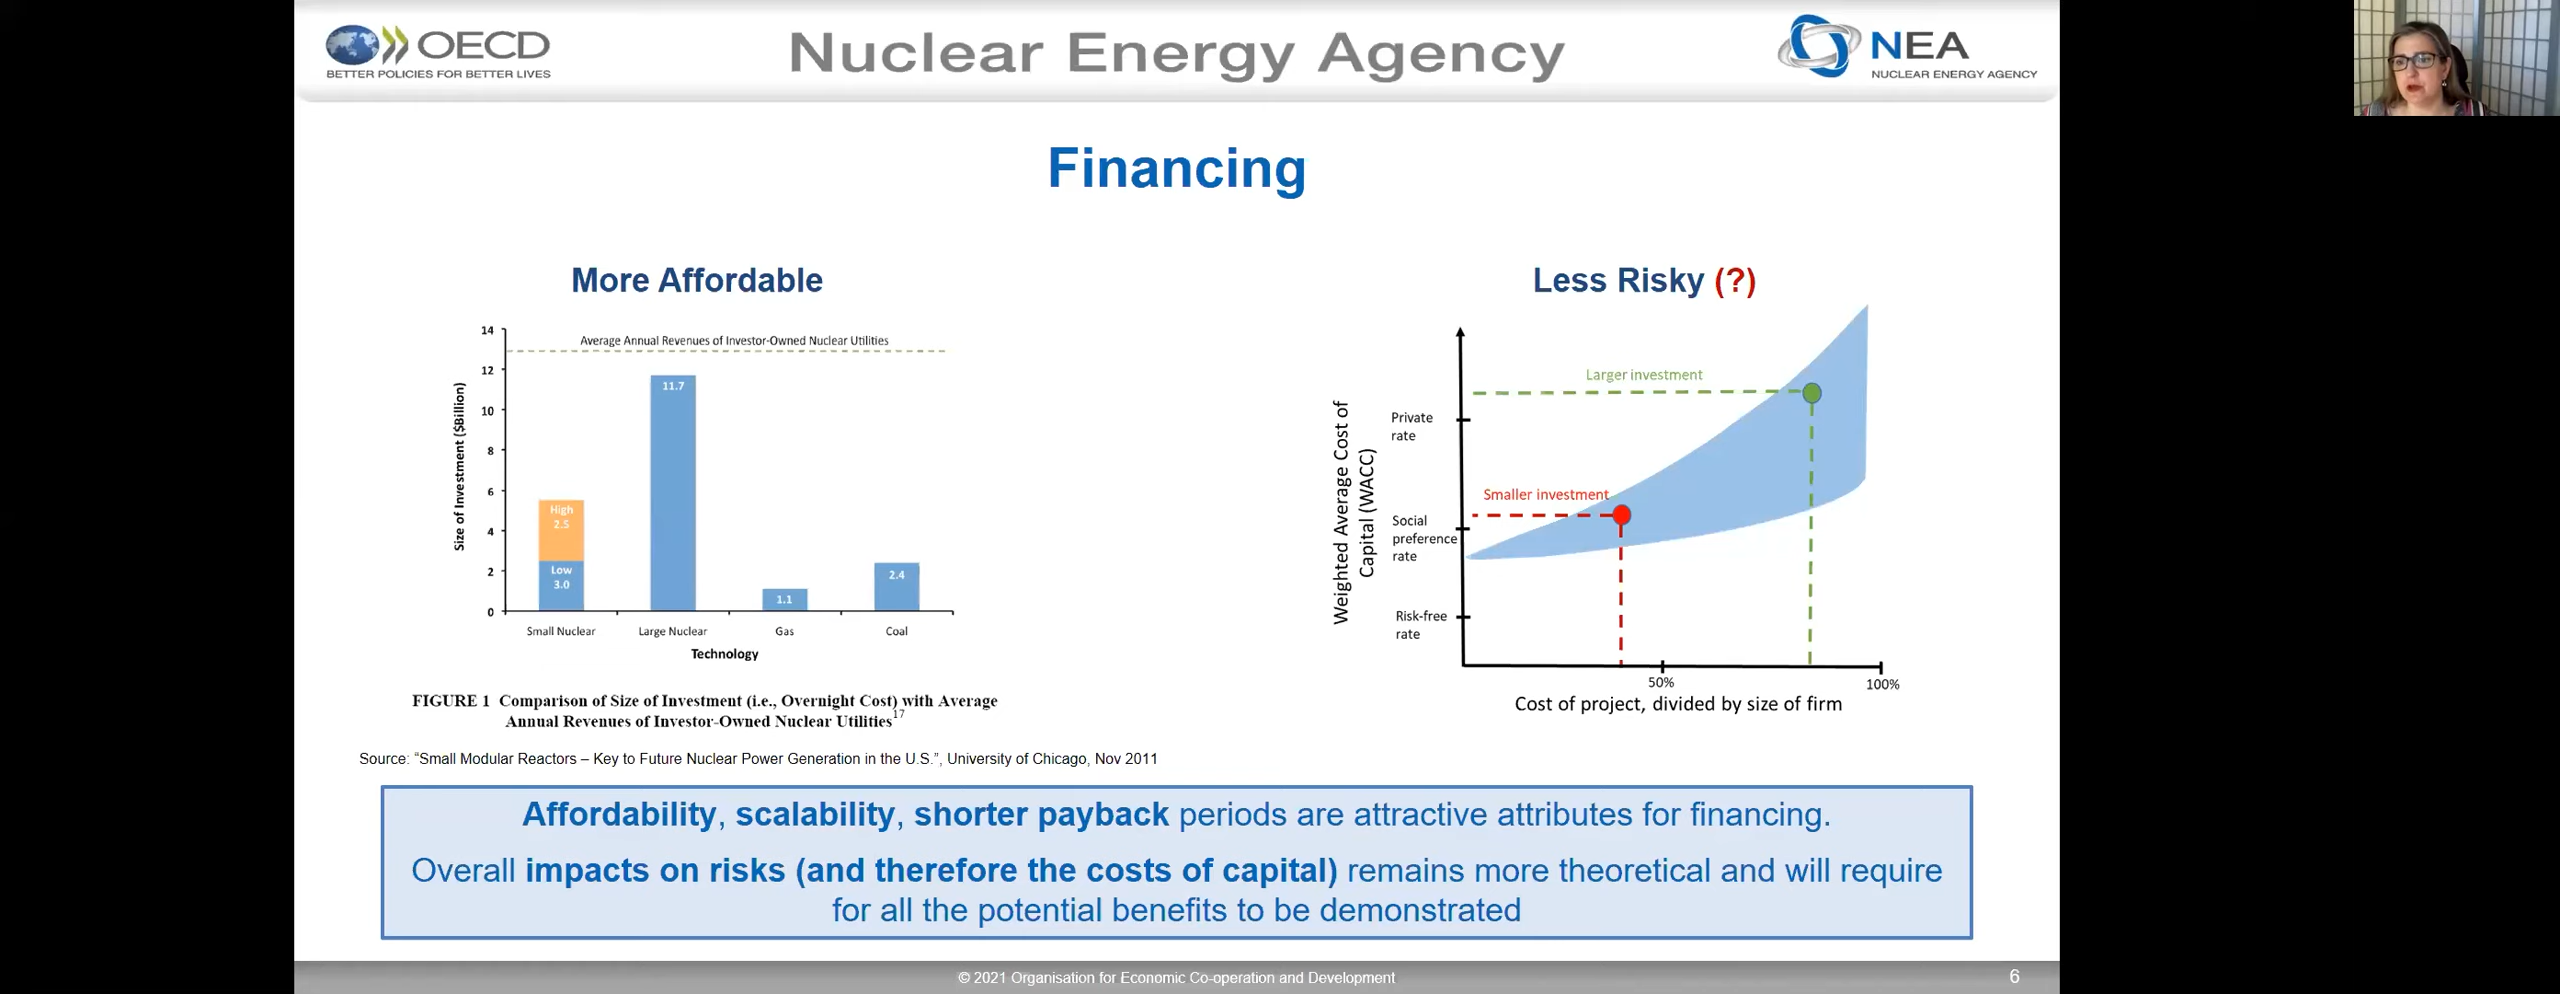 OECD
BETTER POLICIES FOR BETTER LIVES
Nuclear Energy Agency
NEA
NUCLEAR ENERGY AGENCY
Financing
More Affordable
14
12
10
8
6
4
2
0
Size of Investment ($Billion)
Average Annual Revenues of Investor-Owned Nuclear Utilities
High
2.5
Low
3.0
11.7
1.1
2.4
Small Nuclear
Large Nuclear
Gas
Coal
Technology
FIGURE 1 Comparison of Size of Investment (i.e., Overnight Cost) with Average
Annual Revenues of Investor-Owned Nuclear Utilities17
Source: “Small Modular Reactors – Key to Future Nuclear Power Generation in the U.S.”, University of Chicago, Nov 2011
Less Risky (?)
Weighted Average Cost of
Capital (WACC)
Larger investment
Private
rate
Smaller investment
Social
preference
rate
Risk-free
rate
50%
100%
Cost of project, divided by size of firm
Affordability, scalability, shorter payback periods are attractive attributes for financing.
Overall impacts on risks (and therefore the costs of capital) remains more theoretical and will require
for all the potential benefits to be demonstrated
© 2021 Organisation for Economic Co-operation and Development
6